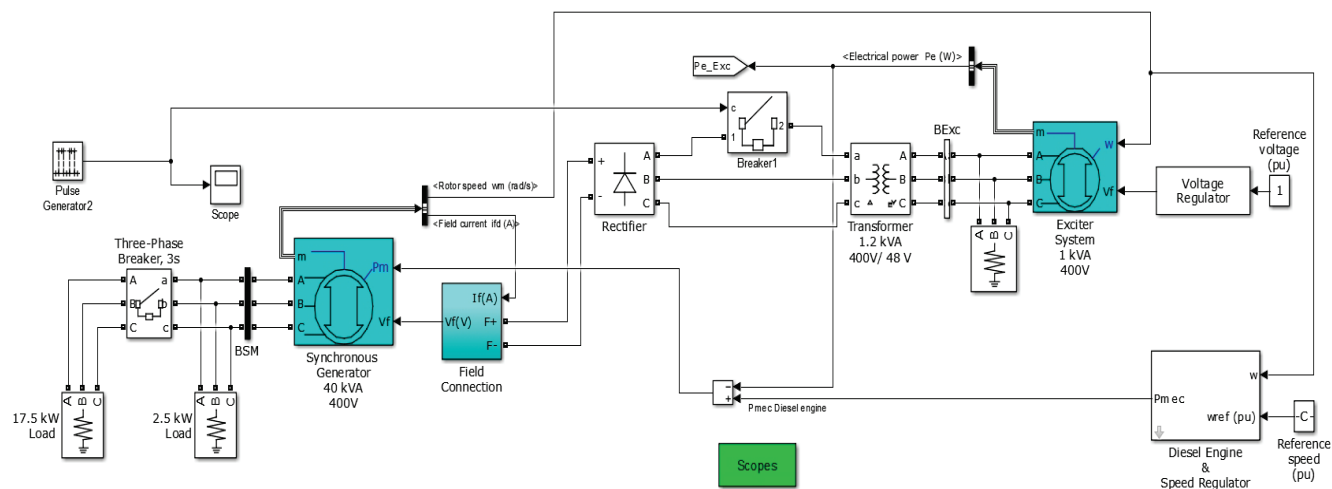 <Electrical power Pe (W)>
Pe_Exc
c
1
2
Breaker1
Pulse
Generator2
Scope
<Rotor speed wm (rad/s)>
<Field current ifd (A)>
+
-
A
B
C
Rectifier
a
b
c
A
B
C
Transformer
1.2 kVA
400V/ 48 V
BExc
A
B
C
m
w
Vf
A
B
C
Exciter
System
1 kVA
400V
Voltage
Regulator
Reference
voltage
(pu)
1
Three-Phase
Breaker, 3s
A
B
C
a
b
c
BSM
m
Pm
Vf
A
B
C
Synchronous
Generator
40 kVA
400V
If(A)
Vf(V)
F+
F-
Field
Connection
A B C
17.5 kW
Load
A B C
2.5 kW
Load
−
+
Pmec Diesel engine
w
Pmec
wref (pu)
Diesel Engine
&
Speed Regulator
-C-
Reference
speed
(pu)
Scopes